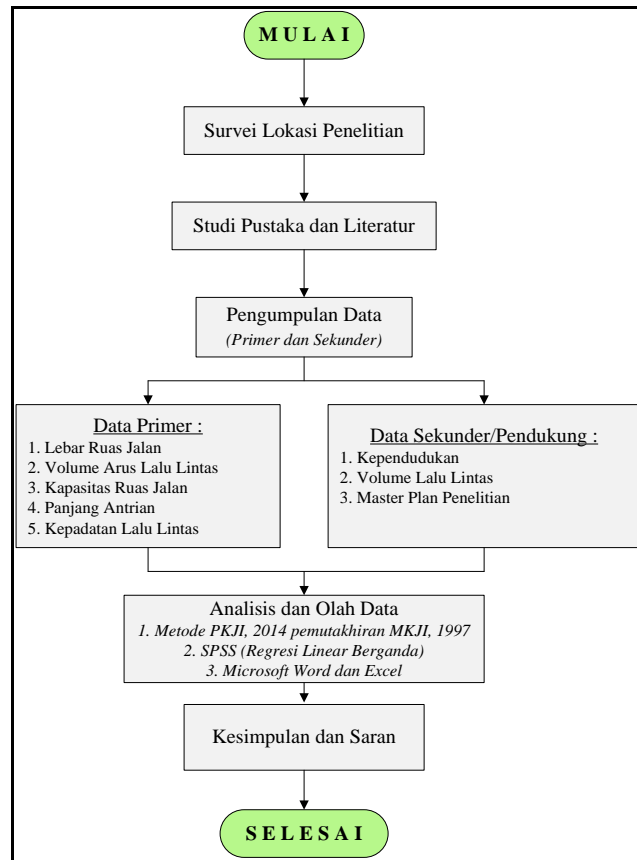 M U L A I
Survei Lokasi Penelitian
Studi Pustaka dan Literatur
Pengumpulan Data
(Primer dan Sekunder)
Data Primer :
1. Lebar Ruas Jalan
2. Volume Arus Lalu Lintas
3. Kapasitas Ruas Jalan
4. Panjang Antrian
5. Kepadatan Lalu Lintas
Data Sekunder/Pendukung :
1. Kependudukan
2. Volume Lalu Lintas
3. Master Plan Penelitian
Analisis dan Olah Data
1. Metode PKJI, 2014 pemutakhiran MKJI, 1997
2. SPSS (Regresi Linear Berganda)
3. Microsoft Word dan Excel
Kesimpulan dan Saran
S E L E S A I